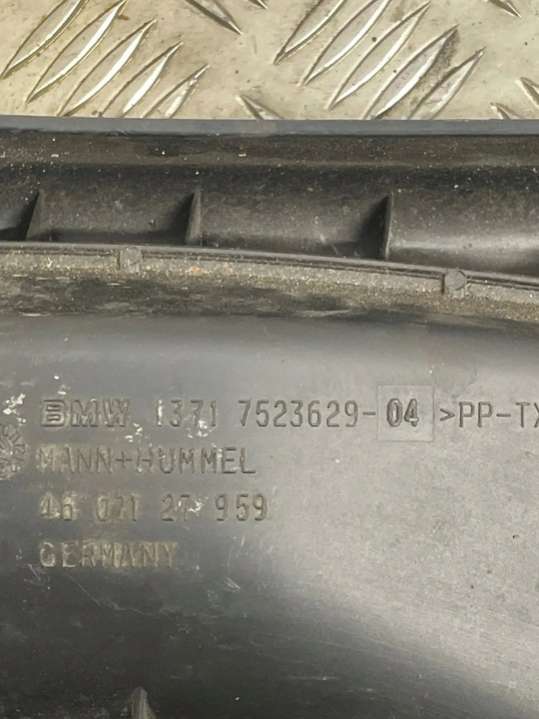 BMW 1371 7523629-04 >PP-TX
MANN+HUMMEL
46 071 27 959
GERMANY